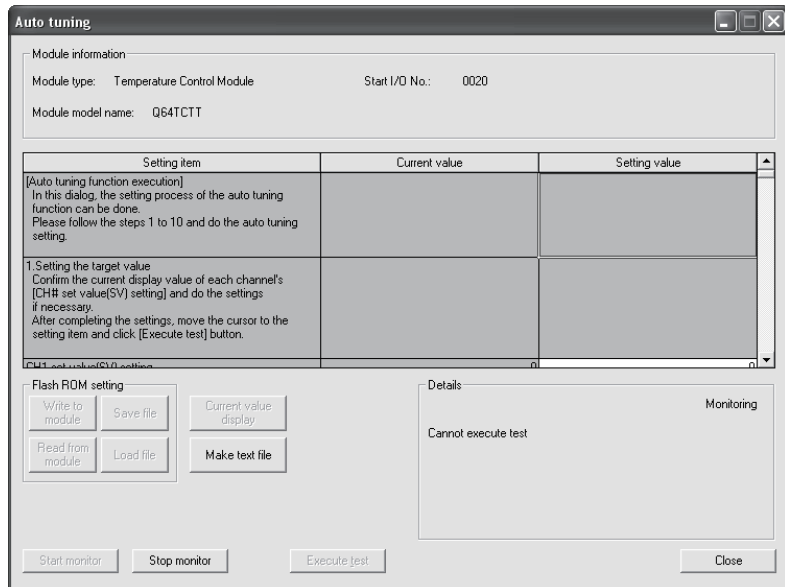 Auto tuning
Module information
Module type: Temperature Control Module Start I/O No.: 0020
Module model name: Q64TCTT
Setting item Current value Setting value
[Auto tuning function execution]
In this dialog, the setting process of the auto tuning
function can be done.
Please follow the steps 1 to 10 and do the auto tuning
setting.
1.Setting the target value
Confirm the current display value of each channel's
[CH# set value(SV) setting] and do the settings
if necessary.
After completing the settings, move the cursor to the
setting item and click [Execute test] button.
CH1 set value(SV) setting 0 0
Flash ROM setting
Write to
module
Save file
Current value
display
Read from
module
Load file
Make text file
Details
Monitoring
Cannot execute test
Start monitor Stop monitor Execute test Close